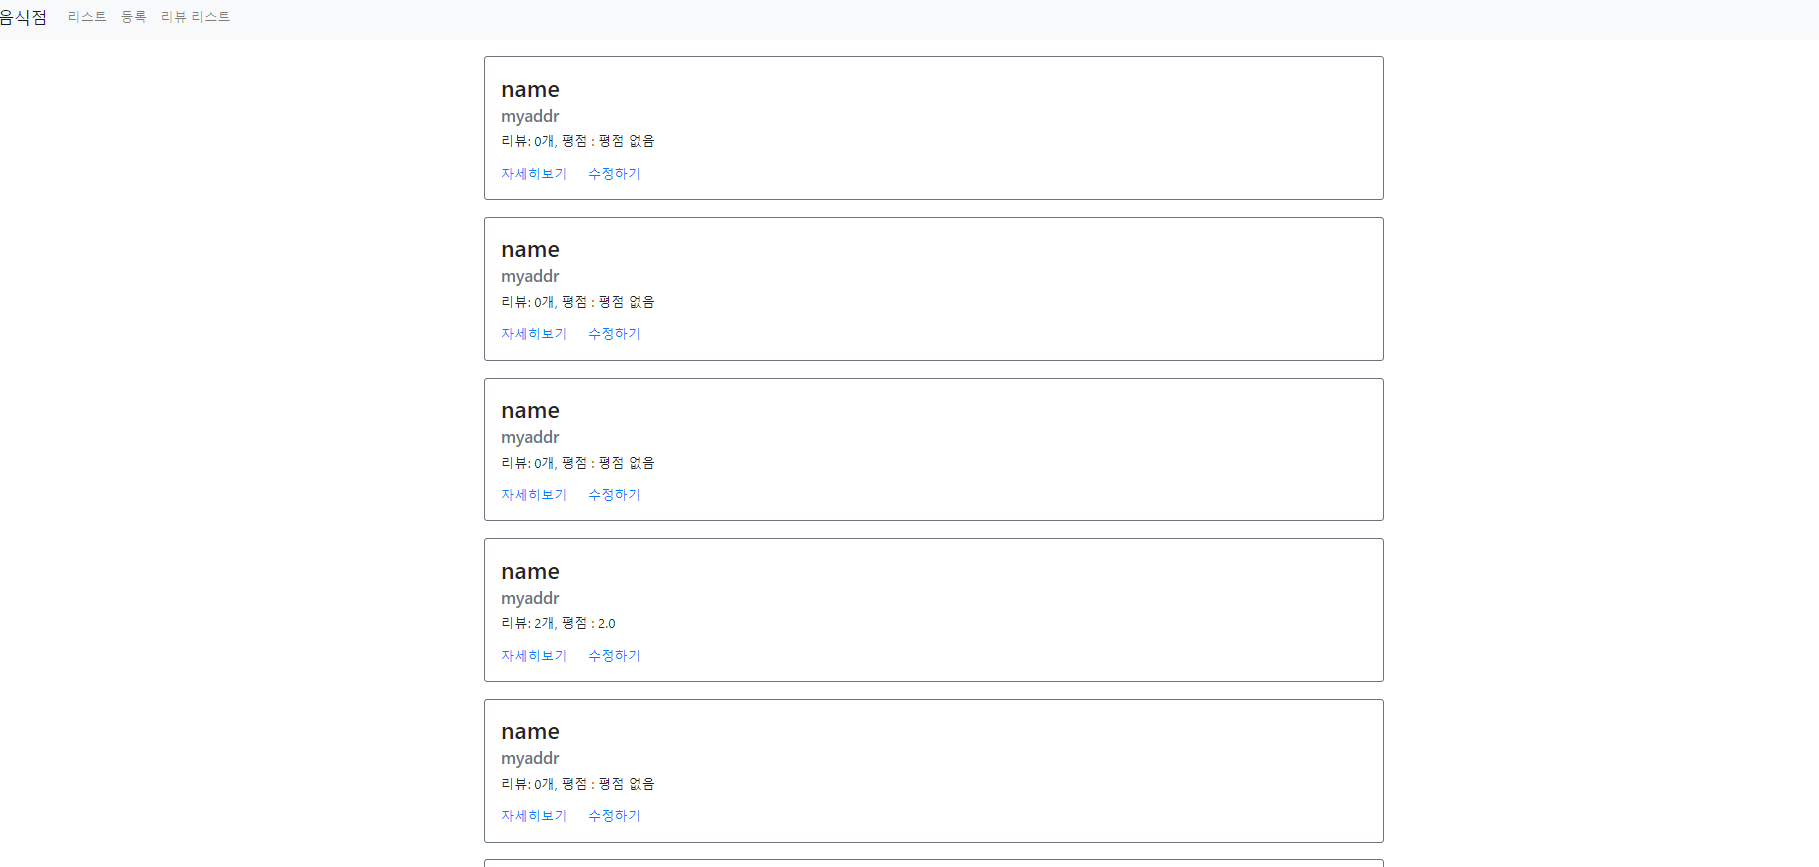 음식점 리스트 등록 리뷰 리스트
name
myaddr
리뷰: 0개, 평점 : 평점 없음
자세히보기 수정하기
name
myaddr
리뷰: 0개, 평점 : 평점 없음
자세히보기 수정하기
name
myaddr
리뷰: 0개, 평점 : 평점 없음
자세히보기 수정하기
name
myaddr
리뷰: 2개, 평점 : 2.0
자세히보기 수정하기
name
myaddr
리뷰: 0개, 평점 : 평점 없음
자세히보기 수정하기